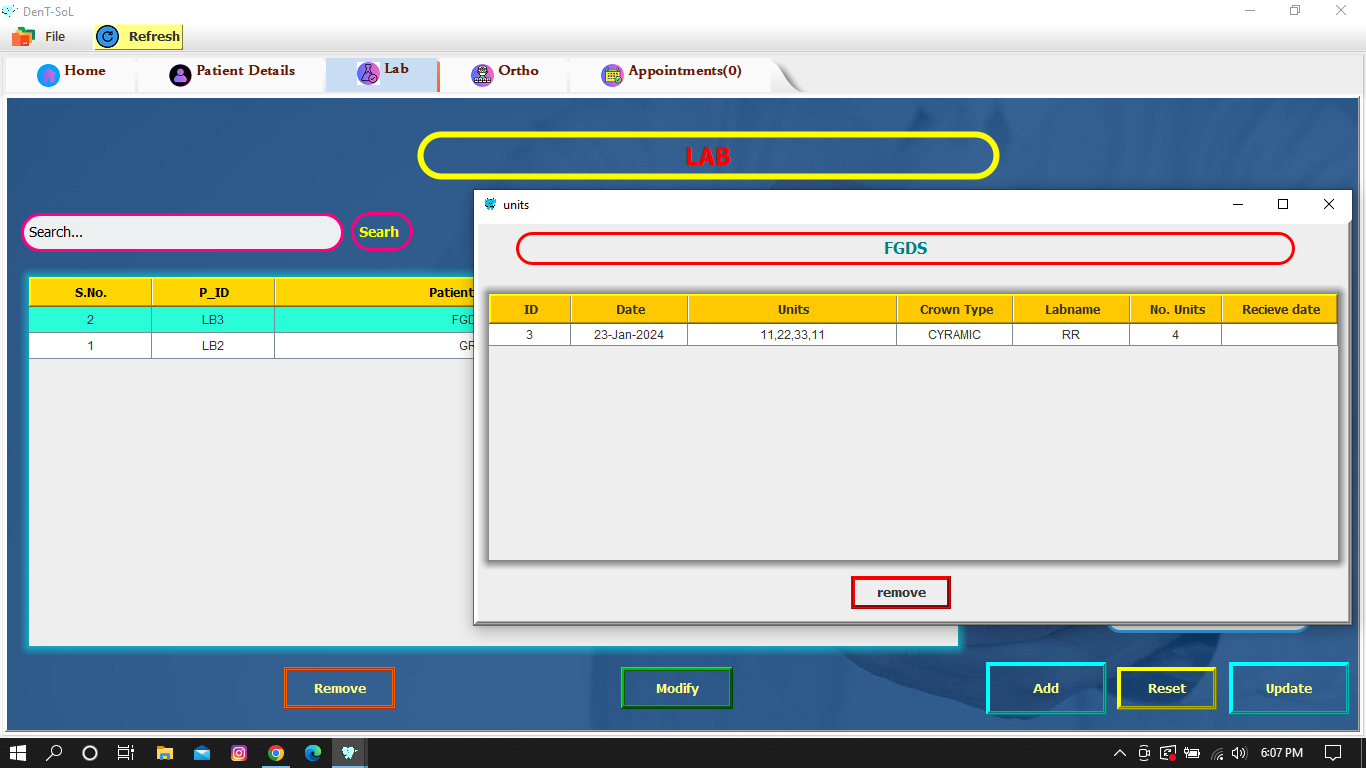 DenT-SoL
File Refresh
Home Patient Details Lab Ortho Appointments(0)
LAB
Search... Searh
S.No. P_ID Patient
2 LB3 FGD
1 LB2 GR
units
FGDS
ID Date Units Crown Type Labname No. Units Recieve date
3 23-Jan-2024 11,22,33,11 CYRAMIC RR 4
remove
Remove Modify Add Reset Update
6:07 PM